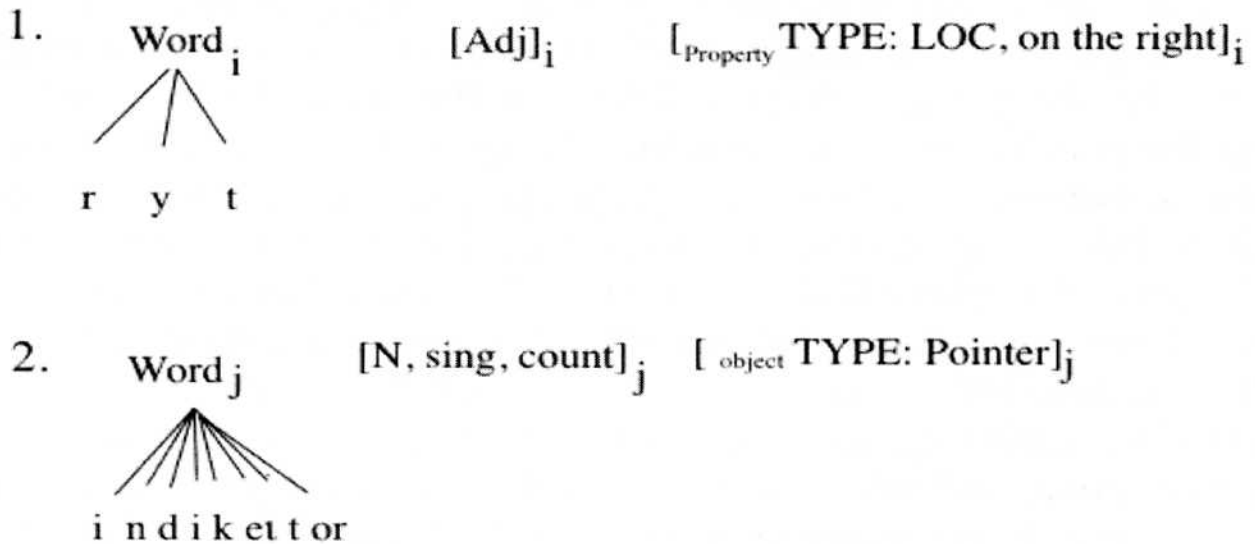 1. Word i [Adj]i [Property TYPE: LOC, on the right]i
r y t
2. Word j [N, sing, count] j [ object TYPE: Pointer]j
i n d i k eɪ t or